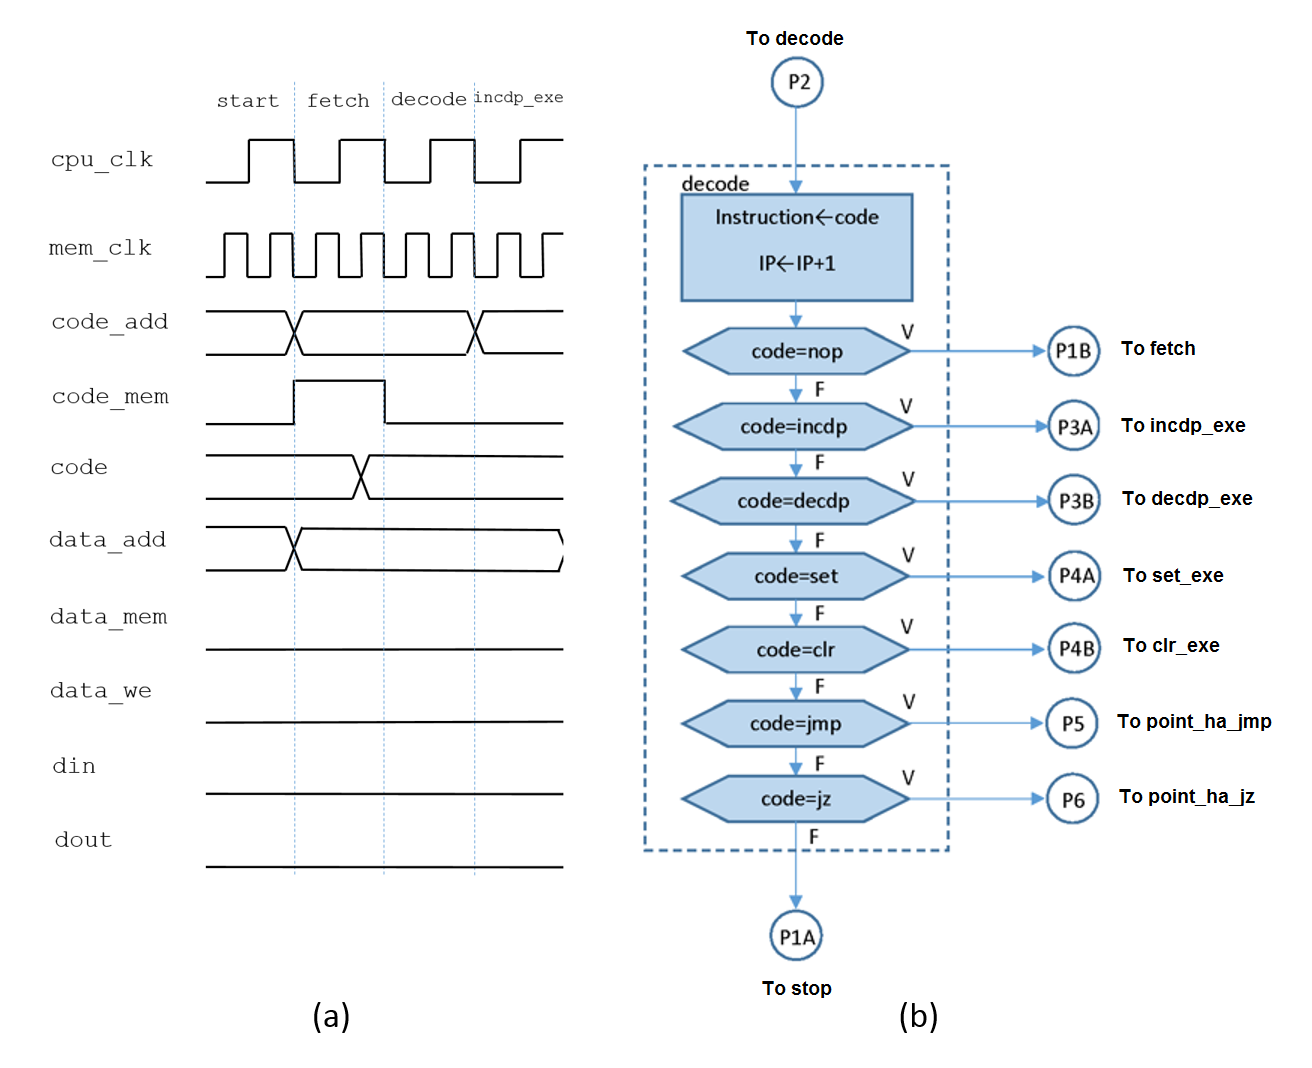 start fetch decode incdp_exe
cpu_clk
mem_clk
code_add
code_mem
code
data_add
data_mem
data_we
din
dout
(a)
To decode
P2
decode
Instruction←code
IP←IP+1
code=nop V P1B To fetch
F
code=incdp V P3A To incdp_exe
F
code=decdp V P3B To decdp_exe
F
code=set V P4A To set_exe
F
code=clr V P4B To clr_exe
F
code=jmp V P5 To point_ha_jmp
F
code=jz V P6 To point_ha_jz
F
P1A
To stop
(b)